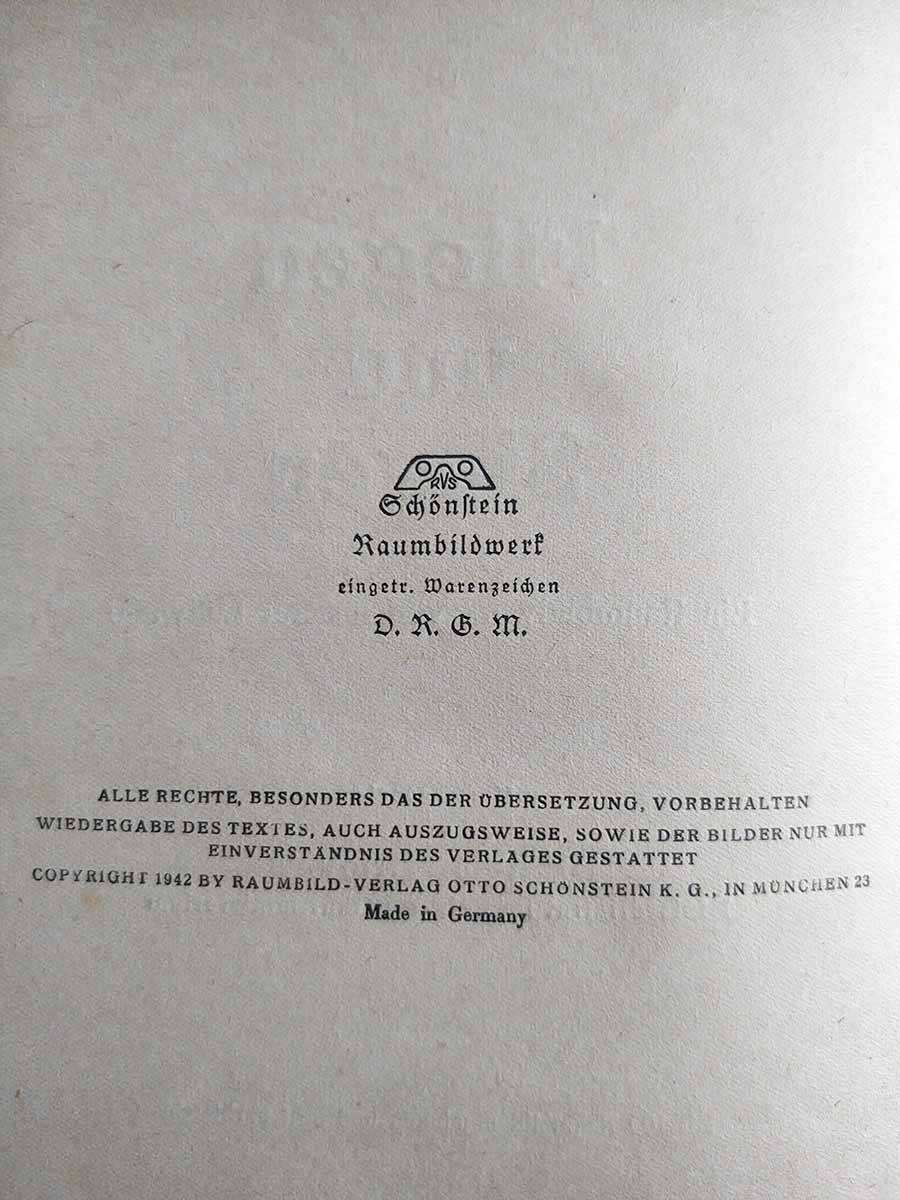 RVS
Schönstein
Raumbildwerk
eingetr. Warenzeichen
D. R. G. M.
ALLE RECHTE, BESONDERS DAS DER ÜBERSETZUNG, VORBEHALTEN
WIEDERGABE DES TEXTES, AUCH AUSZUGSWEISE, SOWIE DER BILDER NUR MIT
EINVERSTÄNDNIS DES VERLAGES GESTATTET
COPYRIGHT 1942 BY RAUMBILD-VERLAG OTTO SCHÖNSTEIN K. G., IN MÜNCHEN 23
Made in Germany